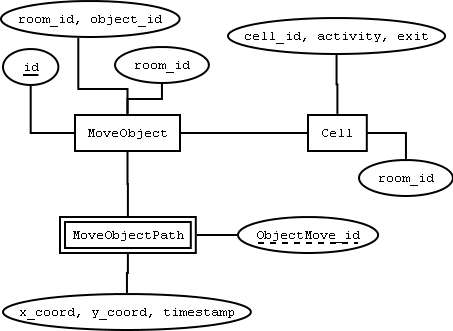 room_id, object_id
cell_id, activity, exit
id
room_id
MoveObject
Cell
room_id
MoveObjectPath
ObjectMove_id
x_coord, y_coord, timestamp